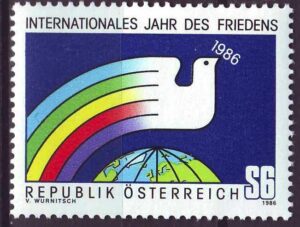 INTERNATIONALES JAHR DES FRIEDENS
1986
REPUBLIK ÖSTERREICH S6
V. WURNITSCH 1986